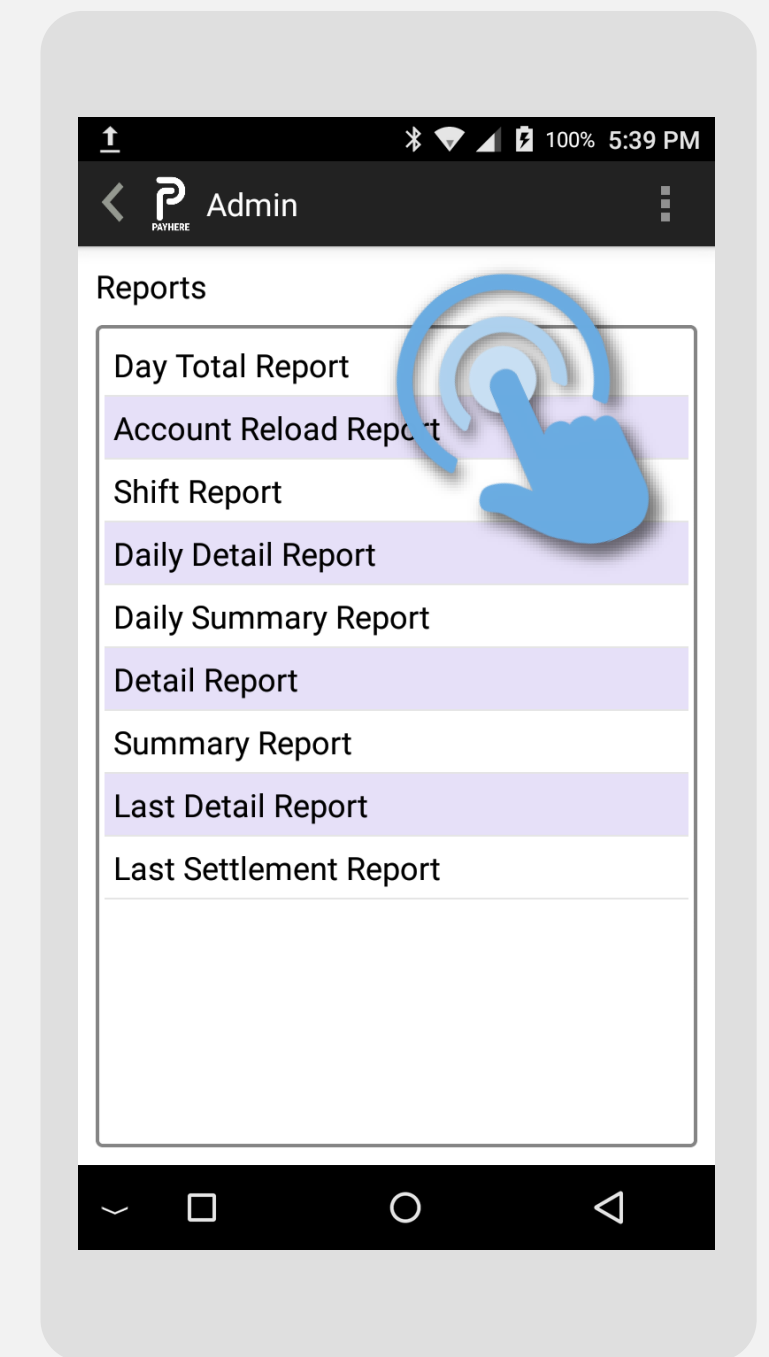 100% 5:39 PM
PAYHERE Admin
Reports
Day Total Report
Account Reload Report
Shift Report
Daily Detail Report
Daily Summary Report
Detail Report
Summary Report
Last Detail Report
Last Settlement Report